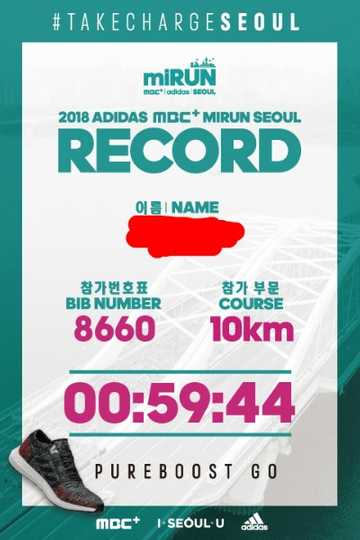 #TAKECHARGESEOUL
miRUN
mbc+ | adidas | SEOUL
2018 ADIDAS mbc+ MIRUN SEOUL
RECORD
이름 | NAME
참가번호표 참가 부문
BIB NUMBER COURSE
8660 10km
00:59:44
PUREBOOST GO
mbc+ I·SEOUL·U adidas